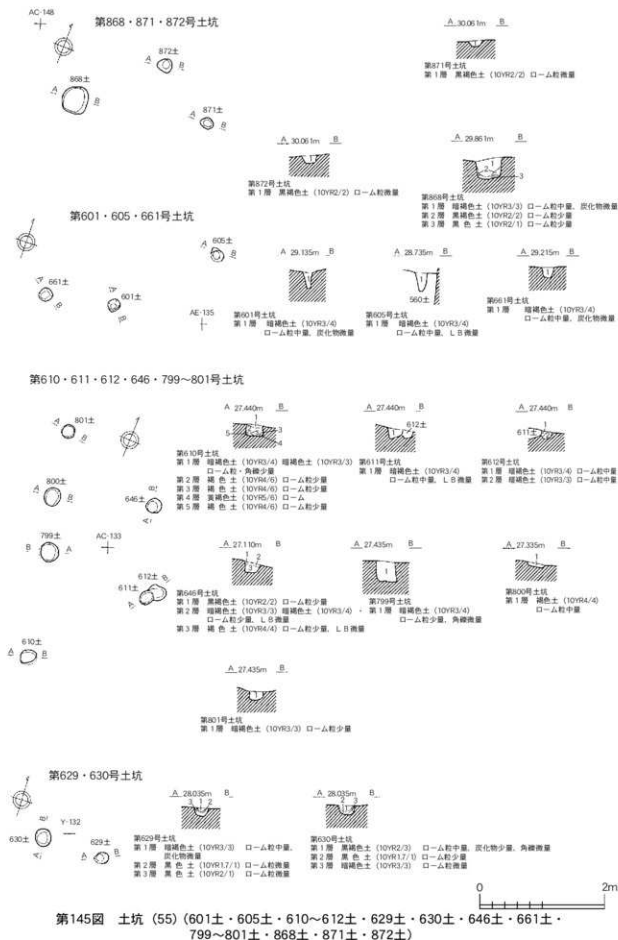 AC-148
第868・871・872号土坑
868土
A
B
872土
A
B
871土
A
B
A 30.061m B
1
第871号土坑
第1層 黒褐色土（10YR2/2）ローム粒微量
A 30.061m B
1
第872号土坑
第1層 黒褐色土（10YR2/2）ローム粒微量
A 29.861m B
1
2
3
第868号土坑
第1層 暗褐色土（10YR3/3）ローム粒中量，炭化物微量
第2層 黒褐色土（10YR2/2）ローム粒少量
第3層 黒色土（10YR2/1）ローム粒少量
第601・605・661号土坑
605土
A
B
661土
A
B
601土
A
B
AE-135
A 29.135m B
1
第601号土坑
第1層 暗褐色土（10YR3/4）
ローム粒中量，炭化物微量
A 28.735m B
1
560土
第605号土坑
第1層 暗褐色土（10YR3/4）
ローム粒中量，ＬＢ微量
A 29.215m B
1
第661号土坑
第1層 暗褐色土（10YR3/4）
ローム粒中量，炭化物微量
第610・611・612・646・799～801号土坑
801土
A
B
800土
A
B
646土
B
A
799土
B A
AC-133
612土
611土
B
A
610土
A B
A 27.440m B
1
5 3
4
第610号土坑
第1層 暗褐色土（10YR3/4）暗褐色土（10YR3/3）
ローム粒・角礫少量
第2層 褐色土（10YR4/6）ローム粒少量
第3層 褐色土（10YR4/6）ローム粒少量
第4層 黄褐色土（10YR5/6）ローム
第5層 褐色土（10YR4/6）ローム粒少量
A 27.440m B
612土
1
第611号土坑
第1層 暗褐色土（10YR3/4）
ローム粒中量，ＬＢ微量
A 27.440m B
1
611土
第612号土坑
第1層 暗褐色土（10YR3/4）ローム粒中量
第2層 暗褐色土（10YR3/3）ローム粒中量
A 27.110m B
1 2
3
第646号土坑
第1層 黒褐色土（10YR2/2）ローム粒少量
第2層 暗褐色土（10YR3/3）暗褐色土（10YR3/4）
ローム粒少量，ＬＢ微量
第3層 褐色土（10YR4/4）ローム粒少量，ＬＢ微量
A 27.435m B
1
第799号土坑
第1層 暗褐色土（10YR3/4）
ローム粒少量，角礫微量
A 27.335m B
1
第800号土坑
第1層 褐色土（10YR4/4）
ローム粒中量
A 27.435m B
1
第801号土坑
第1層 暗褐色土（10YR3/3）ローム粒少量
第629・630号土坑
630土
B
A
Y-132
629土
A B
A 28.035m B
3 1 2
第629号土坑
第1層 暗褐色土（10YR3/3）ローム粒中量，
炭化物微量
第2層 黒色土（10YR1.7/1）ローム粒微量
第3層 黒色土（10YR2/1）ローム粒微量
A 28.035m B
2 3
1
第630号土坑
第1層 黒褐色土（10YR2/3）ローム粒中量，炭化物少量，角礫微量
第2層 黒色土（10YR1.7/1）ローム粒少量
第3層 暗褐色土（10YR3/3）ローム粒微量
0 2m
第145図 土坑（55）（601土・605土・610～612土・629土・630土・646土・661土・
799～801土・868土・871土・872土）